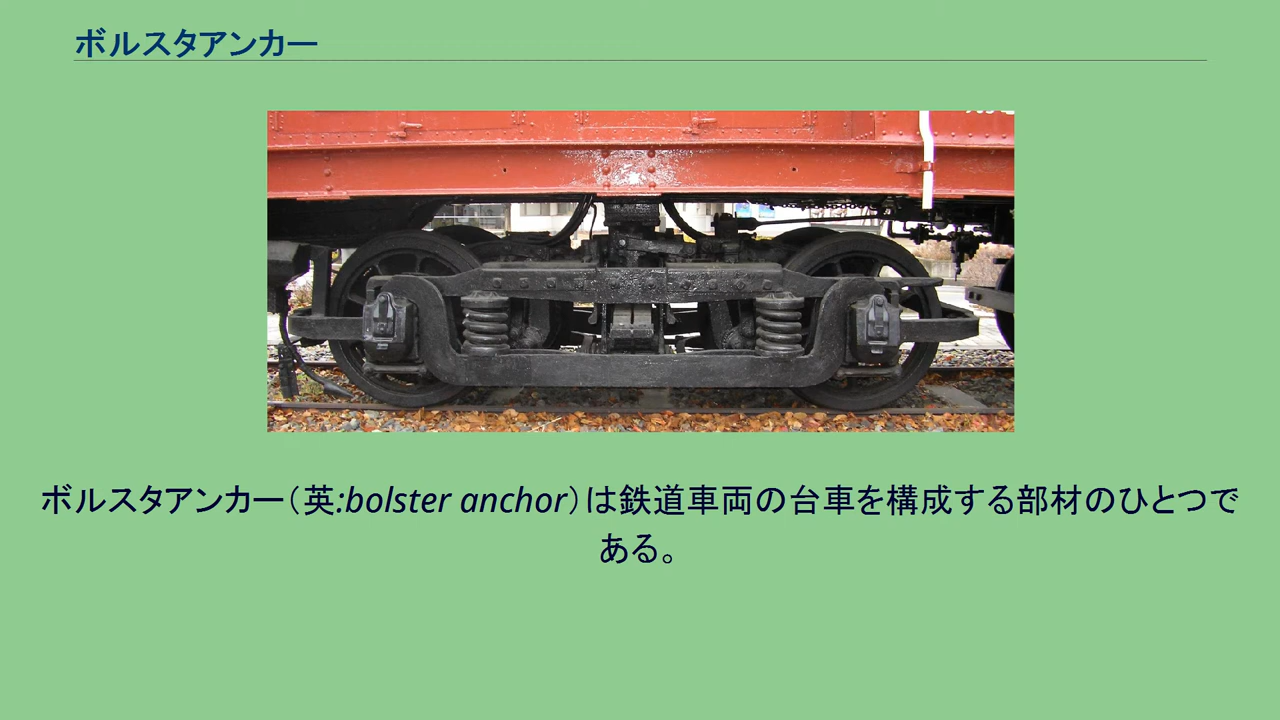 ボルスタアンカー
ボルスタアンカー（英:bolster anchor）は鉄道車両の台車を構成する部材のひとつで
ある。